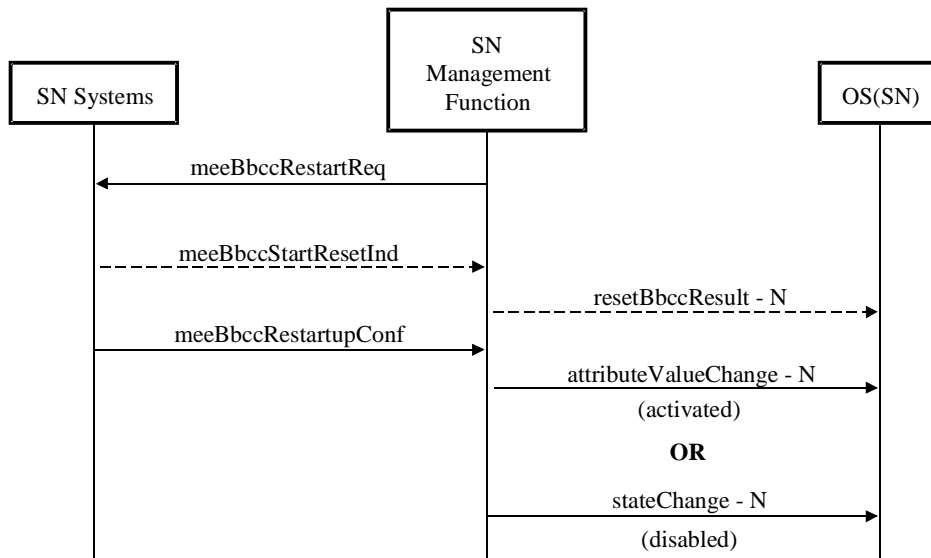 SN Systems
SN
Management
Function
OS(SN)
meeBbccRestartReq
meeBbccStartResetInd
resetBbccResult - N
meeBbccRestartupConf
attributeValueChange - N
(activated)
OR
stateChange - N
(disabled)